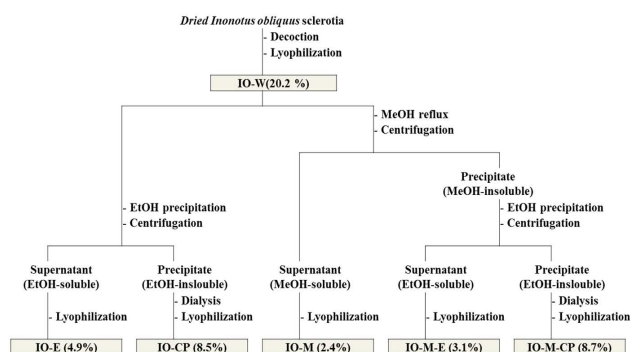 Dried Inonotus obliquus sclerotia
- Decoction
- Lyophilization
IO-W(20.2 %)
- MeOH reflux
- Centrifugation
Precipitate
(MeOH-insoluble)
- EtOH precipitation
- Centrifugation
- EtOH precipitation
- Centrifugation
Supernatant
(EtOH-soluble)
Precipitate
(EtOH-inslouble)
Supernatant
(MeOH-soluble)
Supernatant
(EtOH-soluble)
Precipitate
(EtOH-inslouble)
- Lyophilization
- Dialysis
- Lyophilization
- Lyophilization
- Lyophilization
- Dialysis
- Lyophilization
IO-E (4.9%)
IO-CP (8.5%)
IO-M (2.4%)
IO-M-E (3.1%)
IO-M-CP (8.7%)